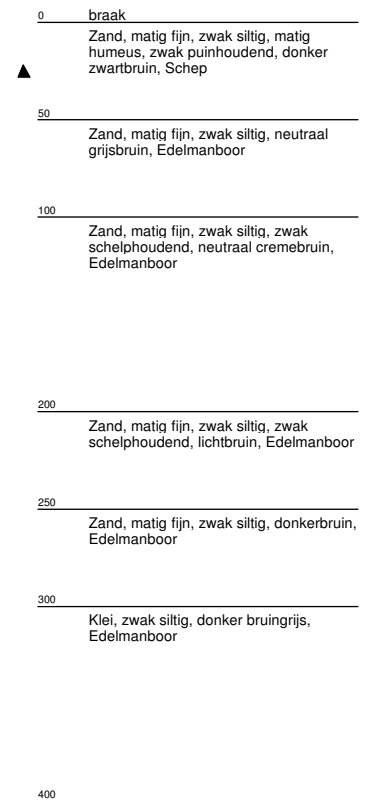 0 braak
Zand, matig fijn, zwak siltig, matig
humeus, zwak puinhoudend, donker
zwartbruin, Schep
50
Zand, matig fijn, zwak siltig, neutraal
grijsbruin, Edelmanboor
100
Zand, matig fijn, zwak siltig, zwak
schelphoudend, neutraal cremebruin,
Edelmanboor
200
Zand, matig fijn, zwak siltig, zwak
schelphoudend, lichtbruin, Edelmanboor
250
Zand, matig fijn, zwak siltig, donkerbruin,
Edelmanboor
300
Klei, zwak siltig, donker bruingrijs,
Edelmanboor
400